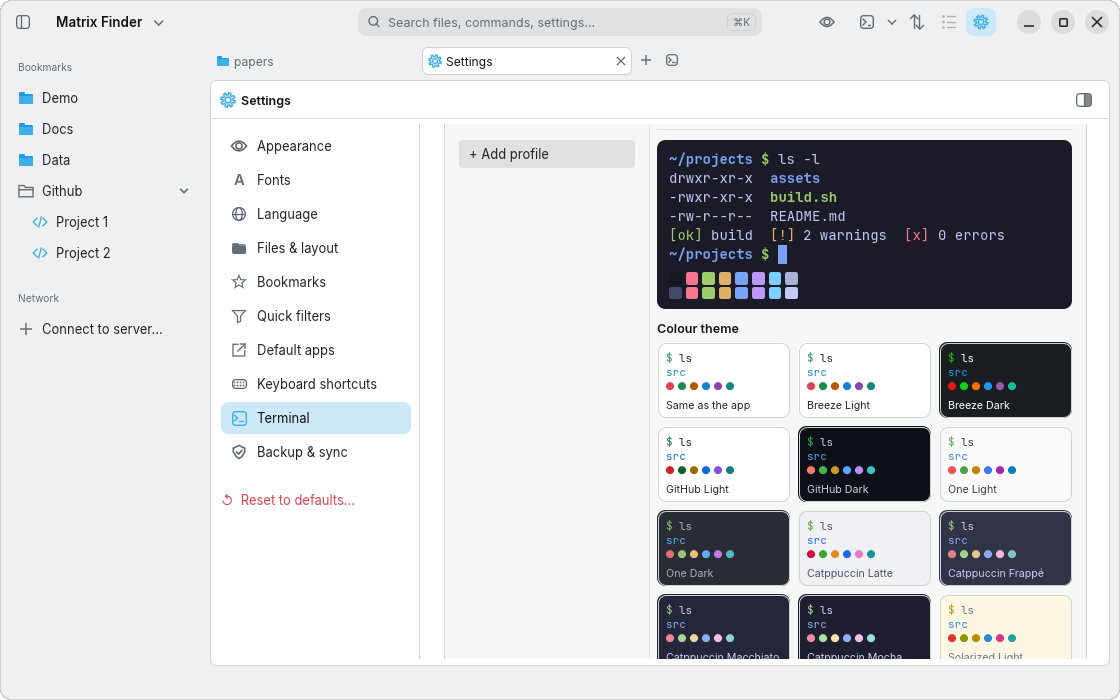 Matrix Finder
Search files, commands, settings...
⌘K
Bookmarks
Demo
Docs
Data
Github
Project 1
Project 2
Network
Connect to server...
papers
Settings
Settings
Appearance
Fonts
Language
Files & layout
Bookmarks
Quick filters
Default apps
Keyboard shortcuts
Terminal
Backup & sync
Reset to defaults...
+ Add profile
~/projects $ ls -l
drwxr-xr-x assets
-rwxr-xr-x build.sh
-rw-r--r-- README.md
[ok] build [!] 2 warnings [x] 0 errors
~/projects $
Colour theme
$ ls
src
Same as the app
$ ls
src
Breeze Light
$ ls
src
Breeze Dark
$ ls
src
GitHub Light
$ ls
src
GitHub Dark
$ ls
src
One Light
$ ls
src
One Dark
$ ls
src
Catppuccin Latte
$ ls
src
Catppuccin Frappé
$ ls
src
Catppuccin Macchiato
$ ls
src
Catppuccin Mocha
$ ls
src
Solarized Light